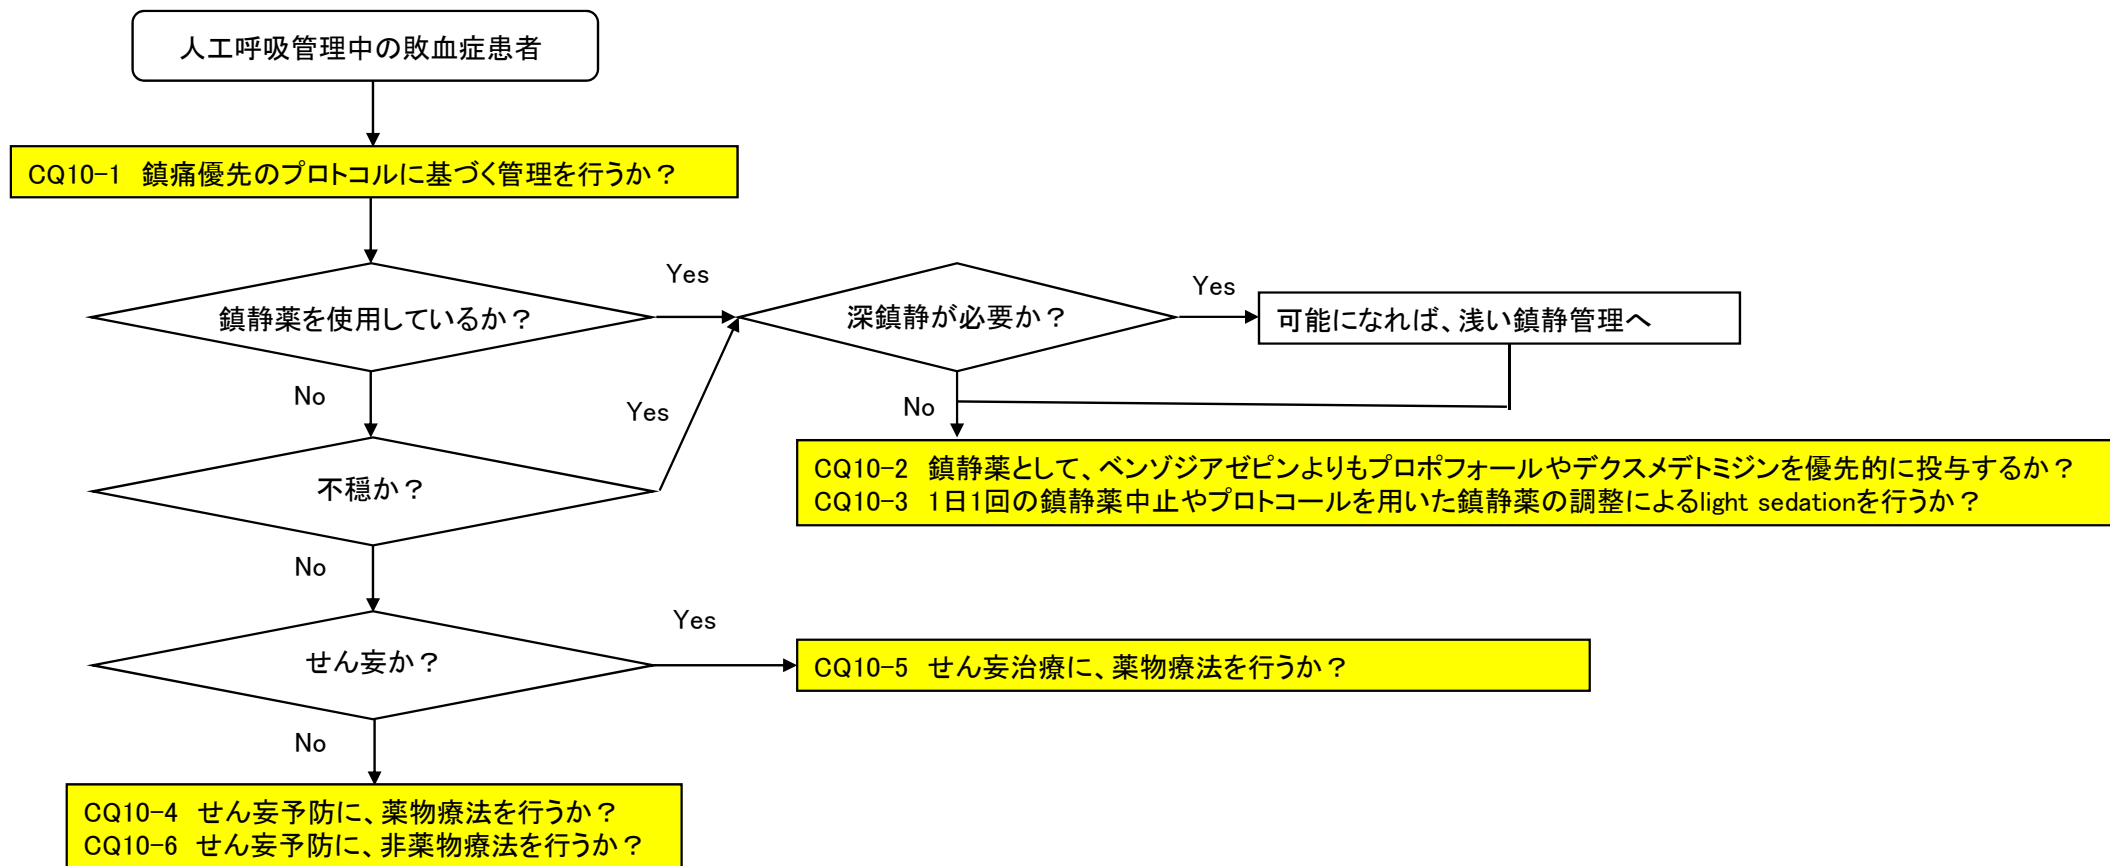 人工呼吸管理中の敗血症患者
CQ10-1 鎮痛優先のプロトコルに基づく管理を行うか？
鎮静薬を使用しているか？
Yes
深鎮静が必要か？
Yes
可能になれば、浅い鎮静管理へ
No
Yes
No
不穏か？
CQ10-2 鎮静薬として、ベンゾジアゼピンよりもプロポフォールやデクスメデトミジンを優先的に投与するか？
CQ10-3 1日1回の鎮静薬中止やプロトコールを用いた鎮静薬の調整によるlight sedationを行うか？
No
せん妄か？
Yes
CQ10-5 せん妄治療に、薬物療法を行うか？
No
CQ10-4 せん妄予防に、薬物療法を行うか？
CQ10-6 せん妄予防に、非薬物療法を行うか？